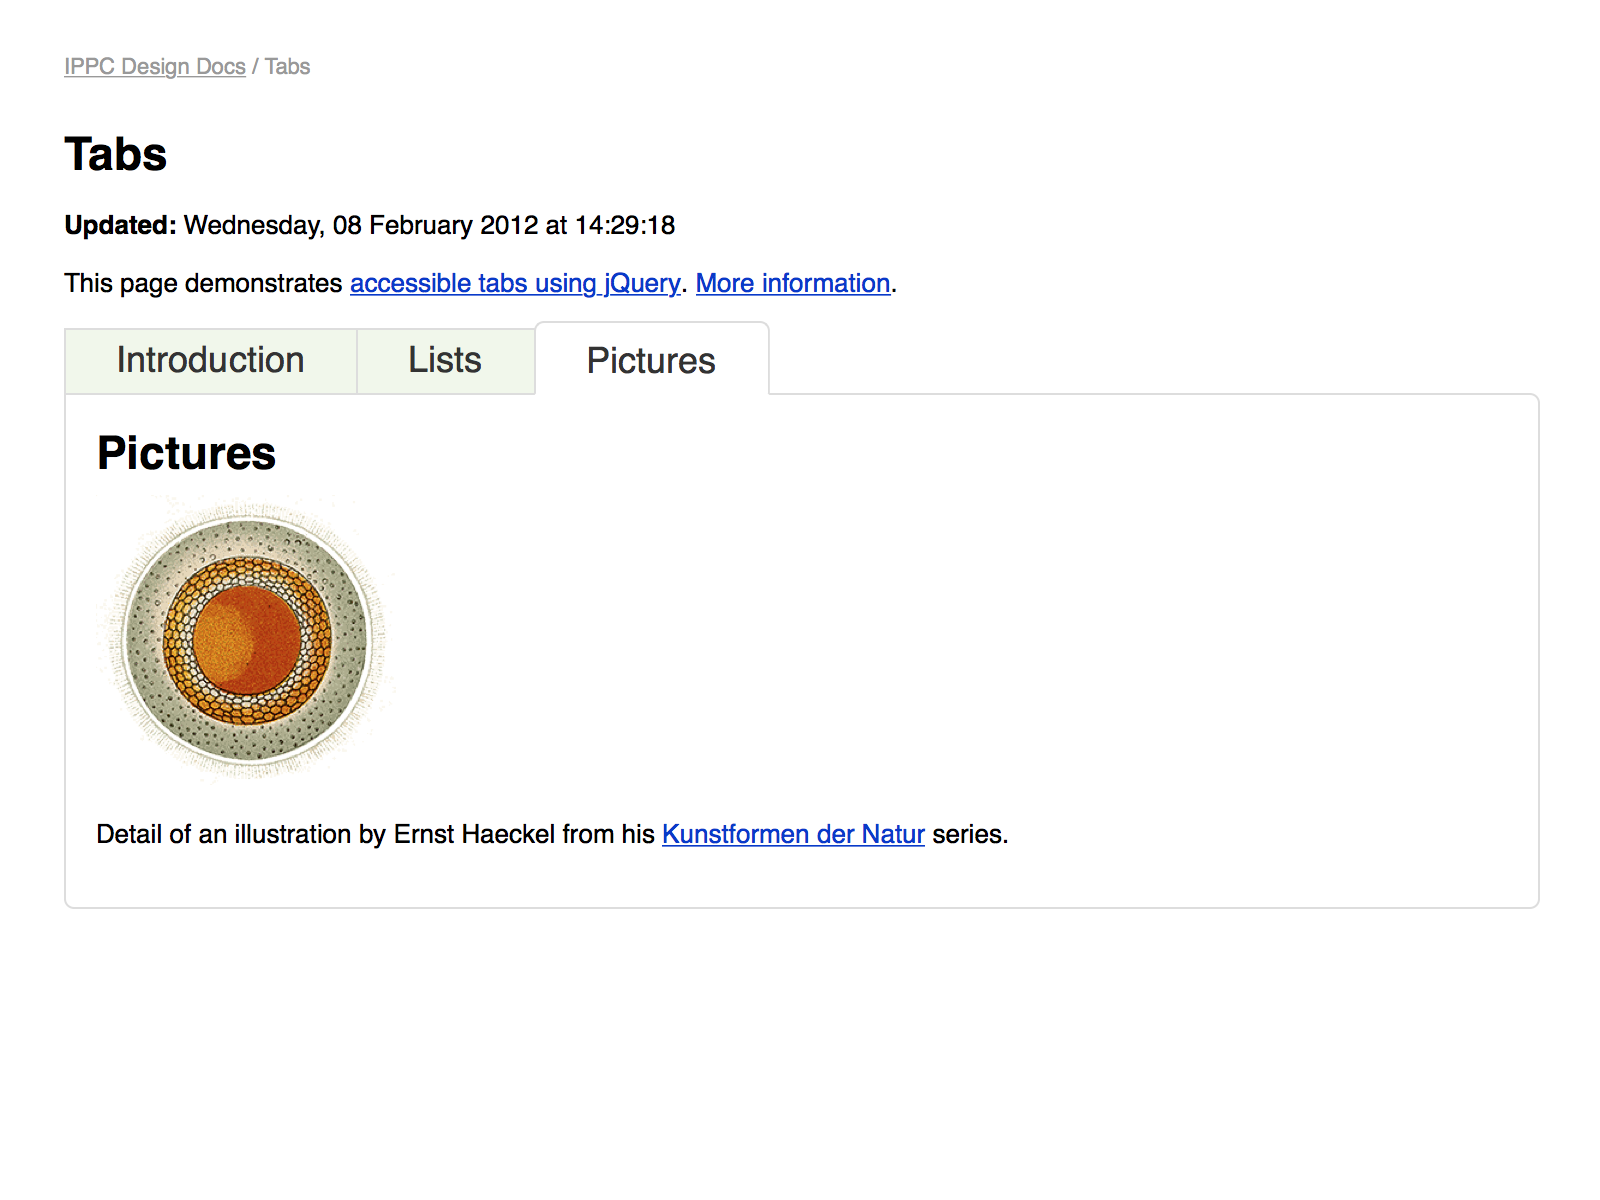 IPPC Design Docs / Tabs
Tabs
Updated: Wednesday, 08 February 2012 at 14:29:18
This page demonstrates accessible tabs using jQuery. More information.
Introduction
Lists
Pictures
Pictures
Detail of an illustration by Ernst Haeckel from his Kunstformen der Natur series.